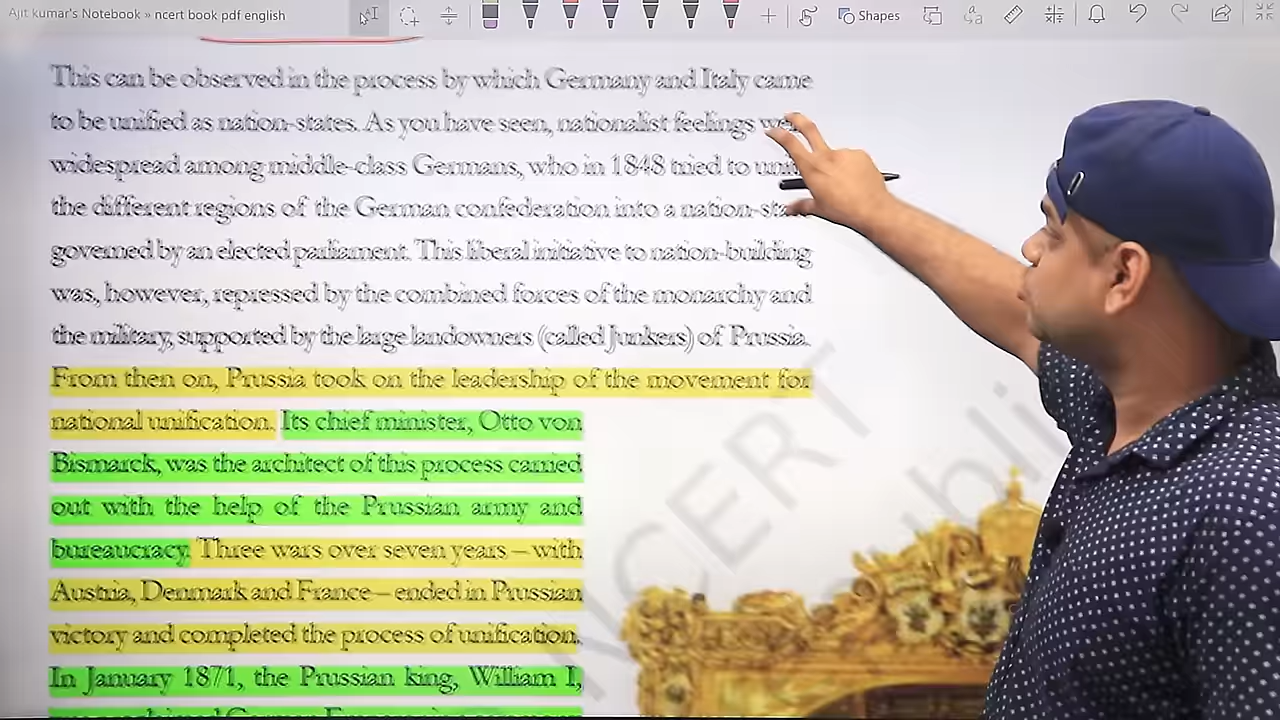 Ajit kumar's Notebook » ncert book pdf english
Shapes
This can be observed in the process by which Germany and Italy came
to be unified as nation-states. As you have seen, nationalist feelings
widespread among middle-class Germans, who in 1848 tried to
the different regions of the German confederation into a
governed by an elected parliament. This liberal initiative to nation-building
was, however, repressed by the combined forces of the monarchy and
the military, supported by the large landowners (called Junkers) of Prussia.
From then on, Prussia took on the leadership of the movement for
national unification. Its chief minister, Otto von
Bismarck, was the architect of this process carried
out with the help of the Prussian army and
bureaucracy. Three wars over seven years – with
Austria, Denmark and France – ended in Prussian
victory and completed the process of unification.
In January 1871, the Prussian king, William I,
NCERT